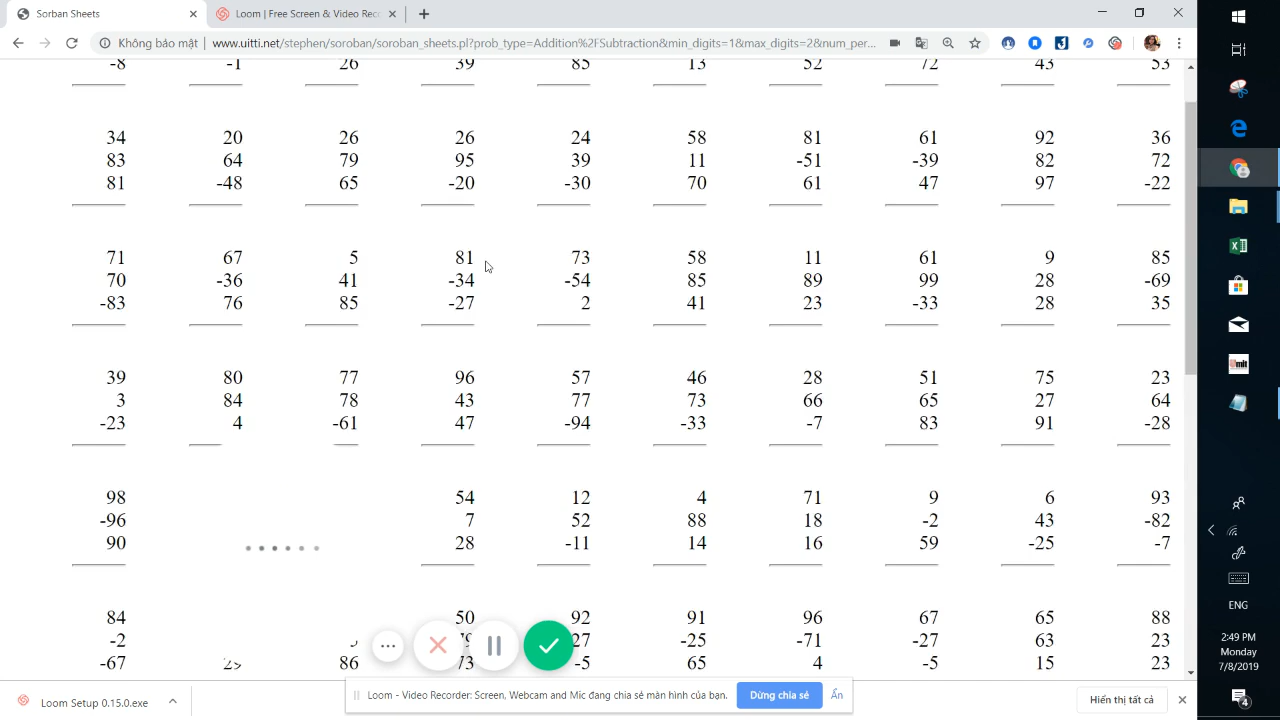 Sorban Sheets
Loom | Free Screen & Video Rec
Không bảo mật | www.uitti.net/stephen/soroban/soroban_sheets.pl?prob_type=Addition%2FSubtraction&min_digits=1&max_digits=2&num_per...
-8 -1 26 39 85 13 52 72 43 53
34 20 26 26 24 58 81 61 92 36
83 64 79 95 39 11 -51 -39 82 72
81 -48 65 -20 -30 70 61 47 97 -22
71 67 5 81 73 58 11 61 9 85
70 -36 41 -34 -54 85 89 99 28 -69
-83 76 85 -27 2 41 23 -33 28 35
39 80 77 96 57 46 28 51 75 23
3 84 78 43 77 73 66 65 27 64
-23 4 -61 47 -94 -33 -7 83 91 -28
98 54 12 4 71 9 6 93
-96 7 52 88 18 -2 43 -82
90 28 -11 14 16 59 -25 -7
84 50 92 91 96 67 65 88
-2 27 -25 -71 -27 63 23
-67 29 86 73 -5 65 4 -5 15 23
Loom - Video Recorder: Screen, Webcam and Mic đang chia sẻ màn hình của bạn.
Dừng chia sẻ
Ẩn
Loom Setup 0.15.0.exe
Hiển thị tất cả
ENG
2:49 PM
Monday
7/8/2019
4